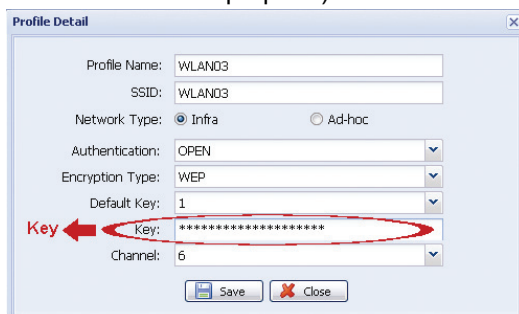 Profile Detail
Profile Name: WLAN03
SSID: WLAN03
Network Type: Infra Ad-hoc
Authentication: OPEN
Encryption Type: WEP
Default Key: 1
Key Key: ********************
Channel: 6
Save Close